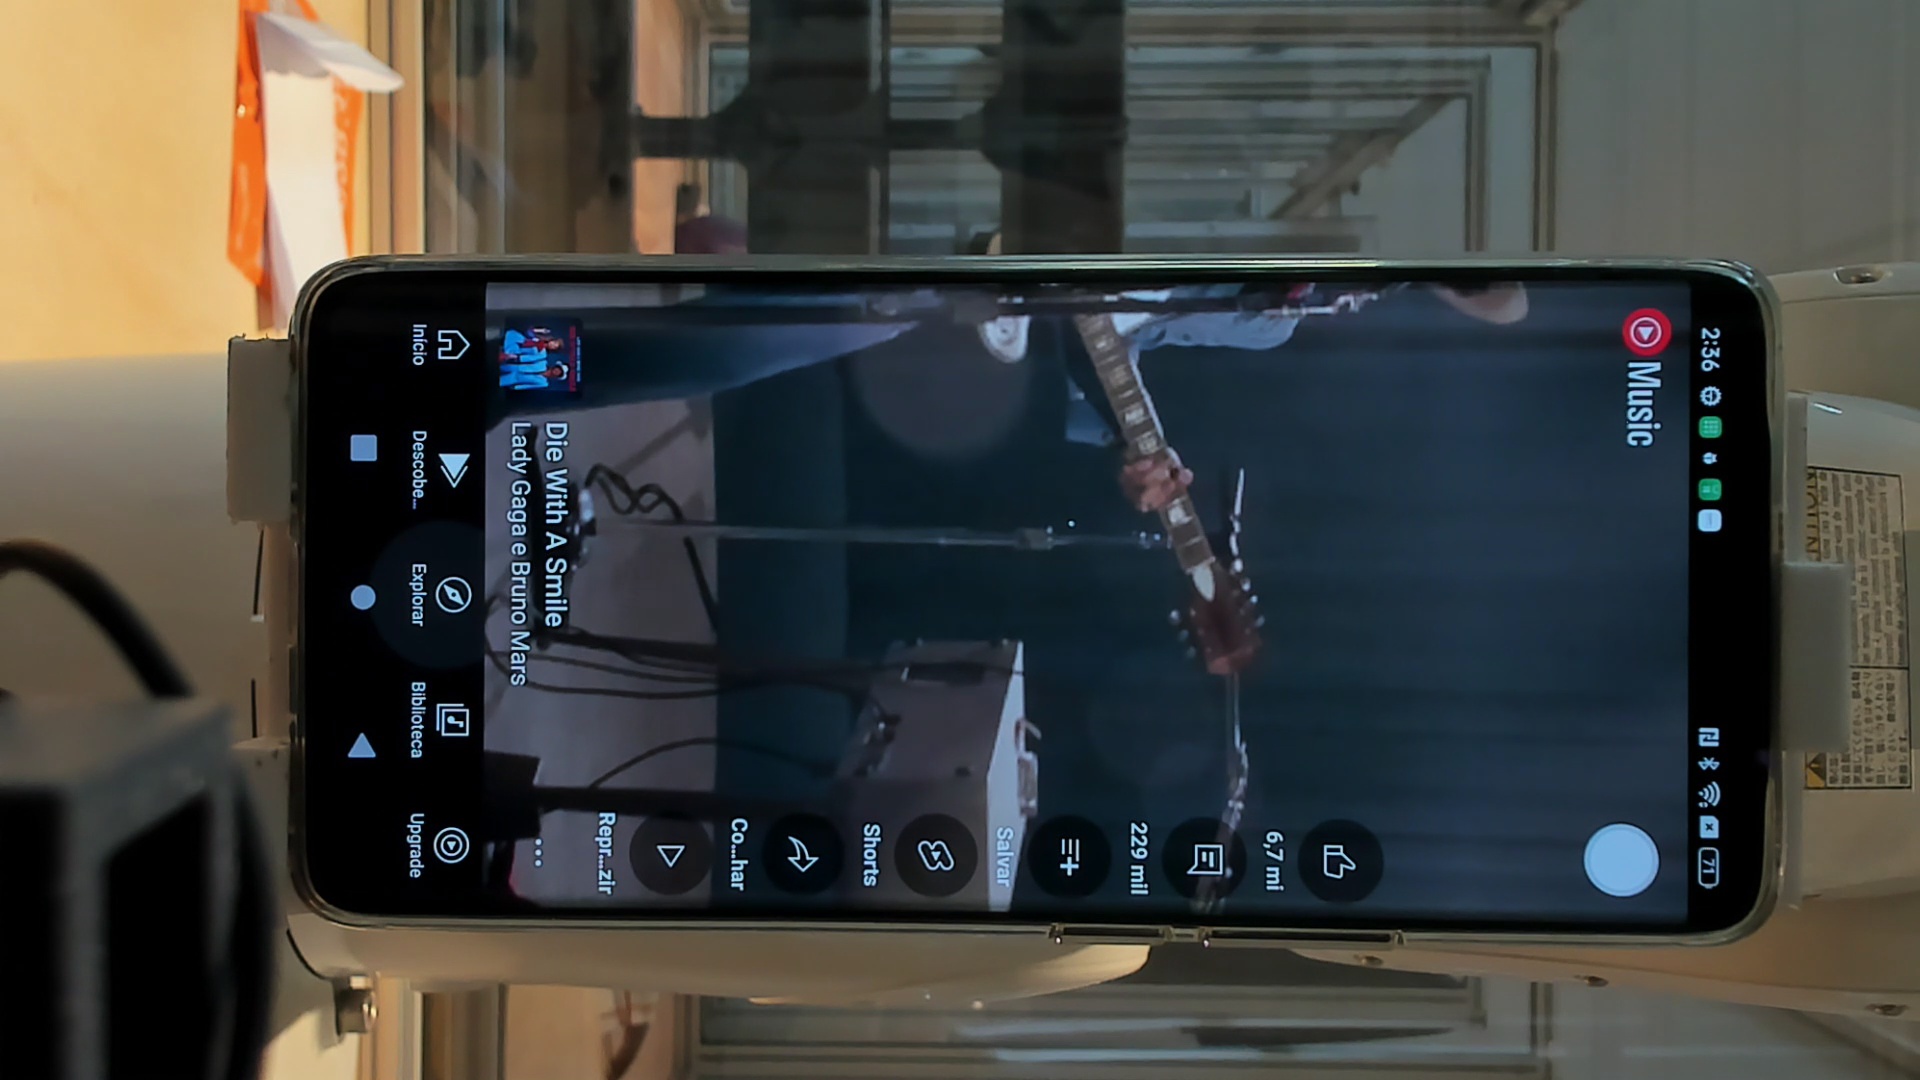 2:36
71
Music
6,7 mi
229 mil
Salvar
Shorts
Co...har
Repr...zir
Die With A Smile
Lady Gaga e Bruno Mars
Início
Descobe...
Explorar
Biblioteca
Upgrade